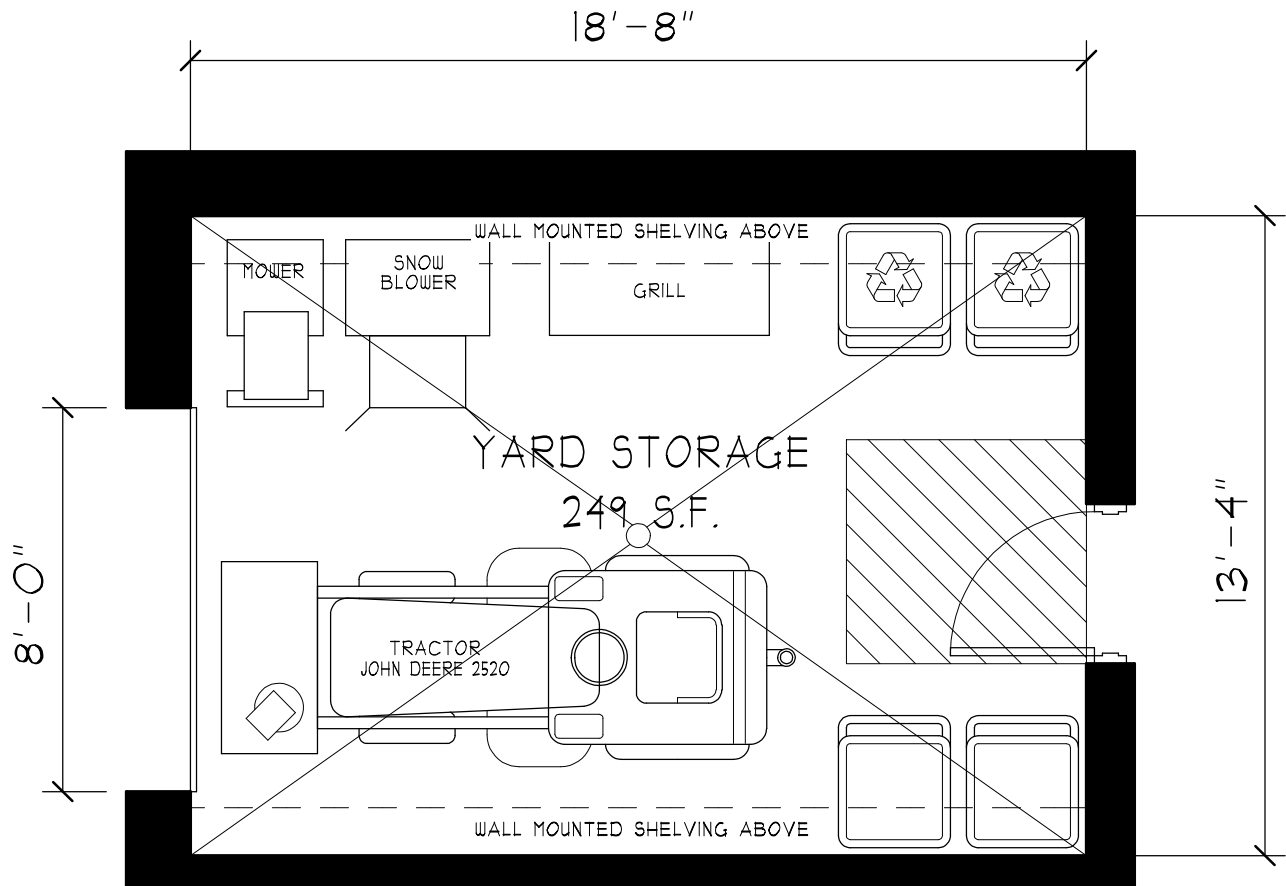 18'-8"
WALL MOUNTED SHELVING ABOVE
MOWER
SNOW
BLOWER
GRILL
YARD STORAGE
249 S.F.
8'-0"
13'-4"
TRACTOR
JOHN DEERE 2520
WALL MOUNTED SHELVING ABOVE